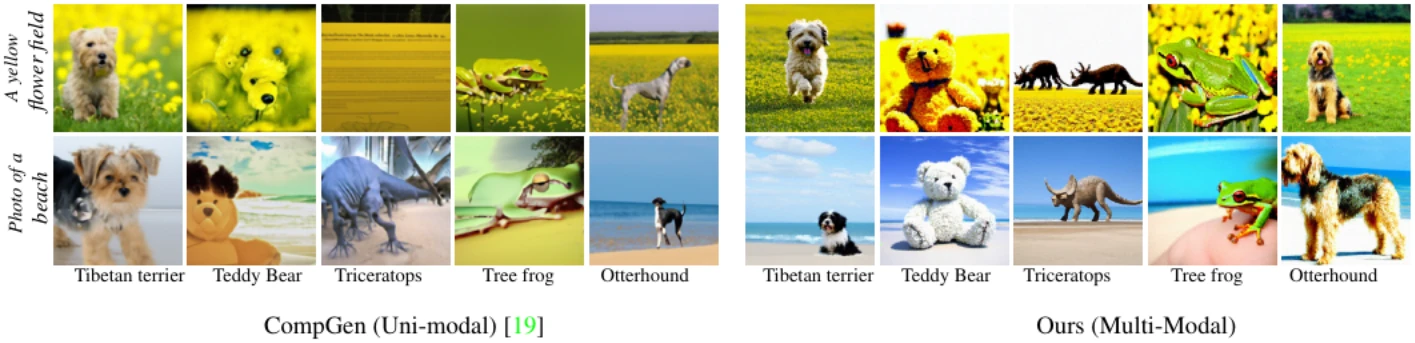 A yellow
flower field
Photo of a
beach
Tibetan terrier Teddy Bear Triceratops Tree frog Otterhound Tibetan terrier Teddy Bear Triceratops Tree frog Otterhound
CompGen (Uni-modal) [19] Ours (Multi-Modal)